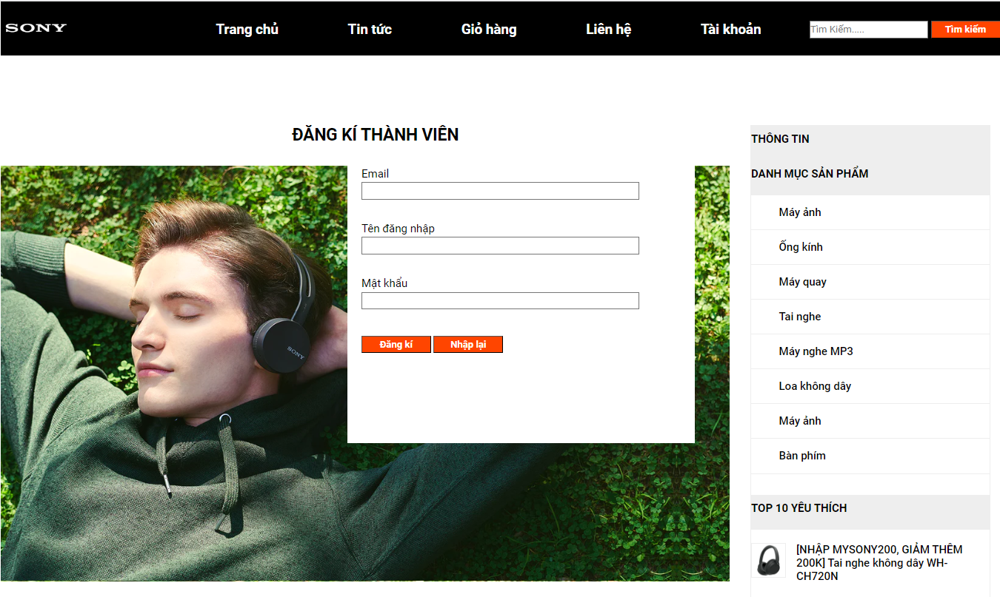 SONY
Trang chủ
Tin tức
Giỏ hàng
Liên hệ
Tài khoản
Tìm Kiếm.....
Tìm kiếm
ĐĂNG KÍ THÀNH VIÊN
Email
Tên đăng nhập
Mật khẩu
Đăng kí
Nhập lại
SONY
THÔNG TIN
DANH MỤC SẢN PHẨM
Máy ảnh
Ống kính
Máy quay
Tai nghe
Máy nghe MP3
Loa không dây
Máy ảnh
Bàn phím
TOP 10 YÊU THÍCH
[NHẬP MYSONY200, GIẢM THÊM
200K] Tai nghe không dây WH-
CH720N